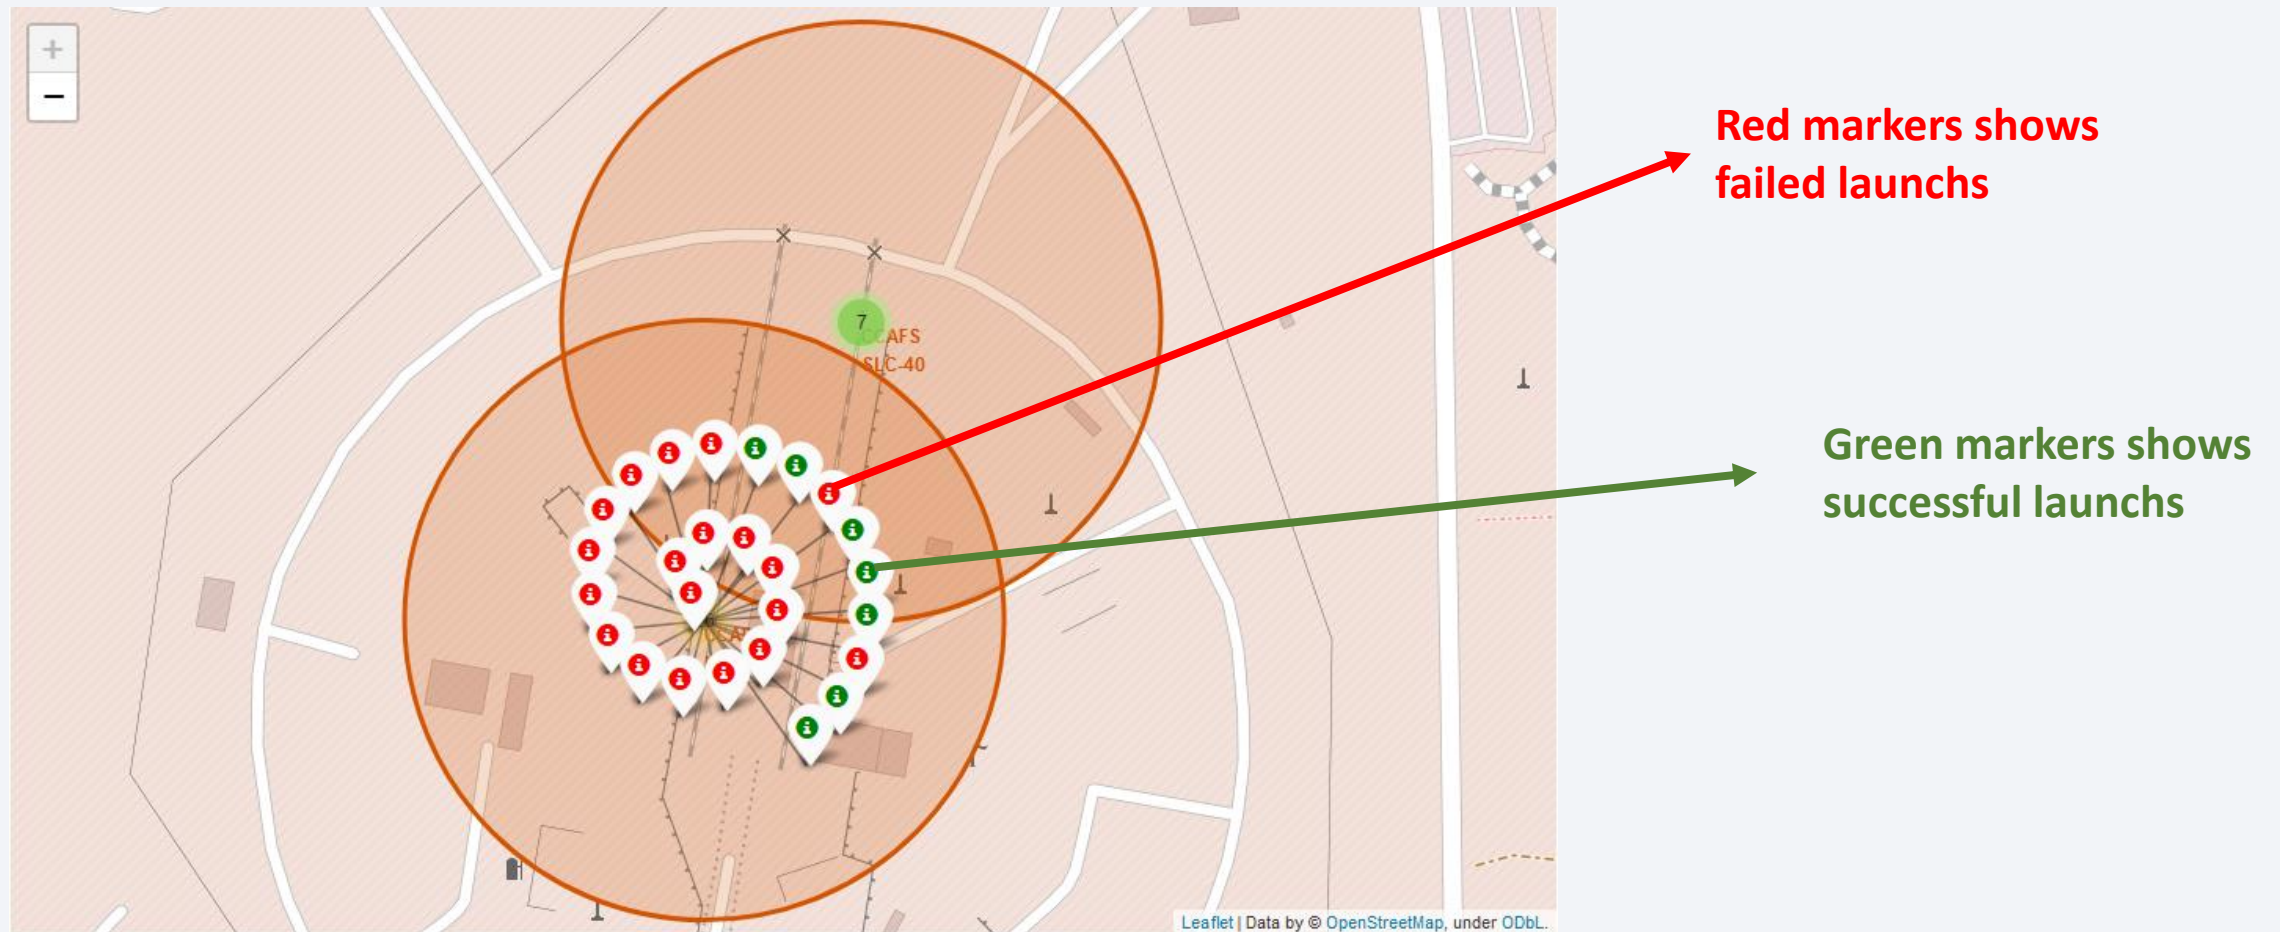 +
−
7
CCAFS
SLC-40
Red markers shows
failed launchs
Green markers shows
successful launchs
Leaflet | Data by © OpenStreetMap, under ODbL.